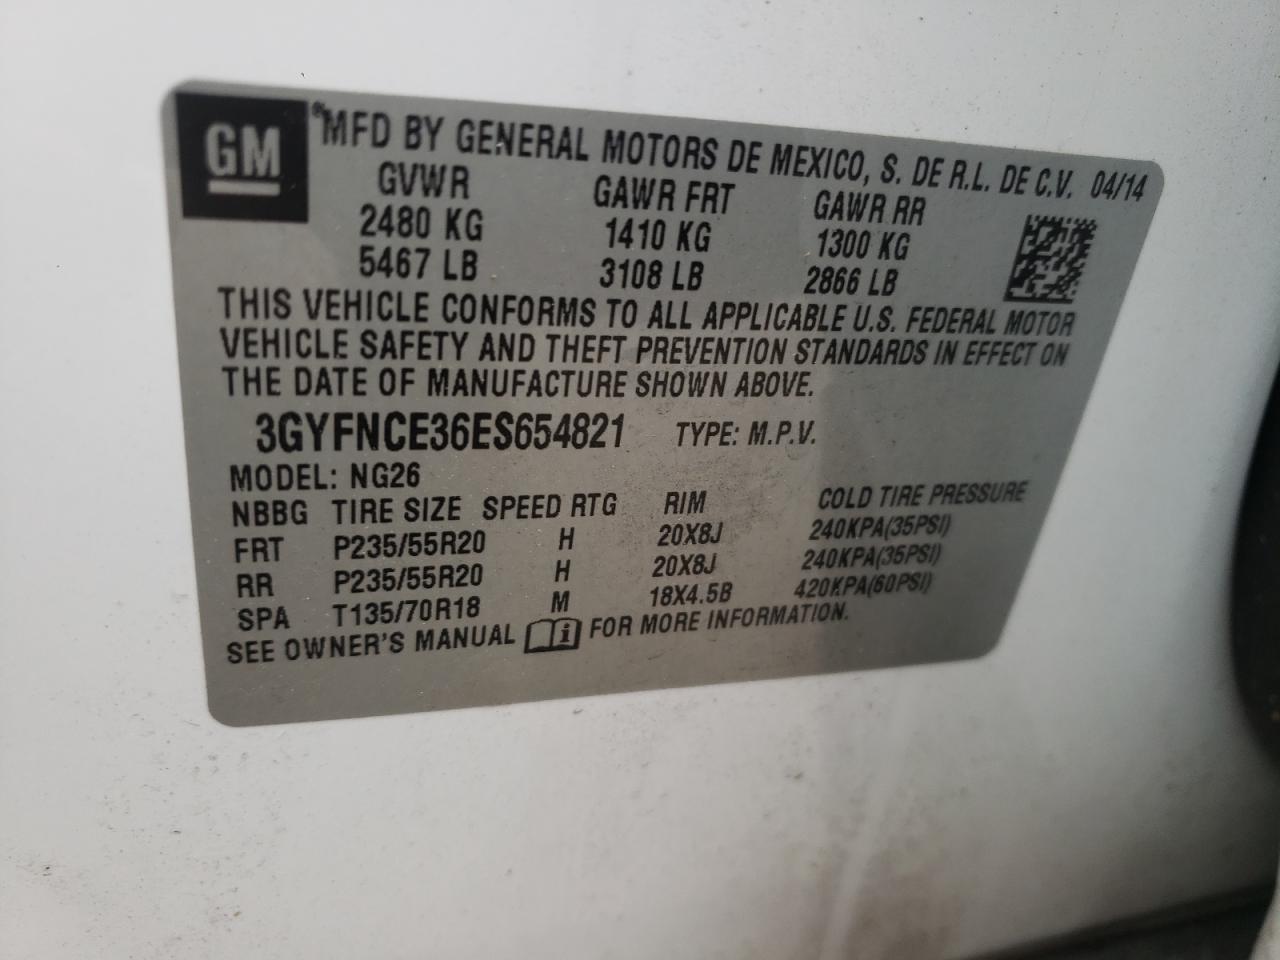 GM
® MFD BY GENERAL MOTORS DE MEXICO, S. DE R.L. DE C.V. 04/14
GVWR GAWR FRT GAWR RR
2480 KG 1410 KG 1300 KG
5467 LB 3108 LB 2866 LB
THIS VEHICLE CONFORMS TO ALL APPLICABLE U.S. FEDERAL MOTOR
VEHICLE SAFETY AND THEFT PREVENTION STANDARDS IN EFFECT ON
THE DATE OF MANUFACTURE SHOWN ABOVE.
3GYFNCE36ES654821 TYPE: M.P.V.
MODEL: NG26
NBBG TIRE SIZE SPEED RTG RIM COLD TIRE PRESSURE
FRT P235/55R20 H 20X8J 240KPA(35PSI)
RR P235/55R20 H 20X8J 240KPA(35PSI)
SPA T135/70R18 M 18X4.5B 420KPA(60PSI)
SEE OWNER'S MANUAL i FOR MORE INFORMATION.